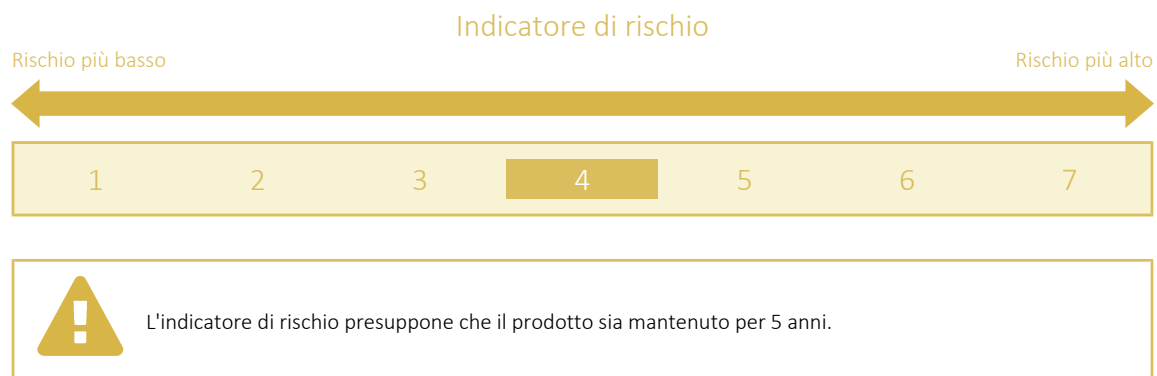 Indicatore di rischio
Rischio più basso Rischio più alto
1 2 3 4 5 6 7
L'indicatore di rischio presuppone che il prodotto sia mantenuto per 5 anni.